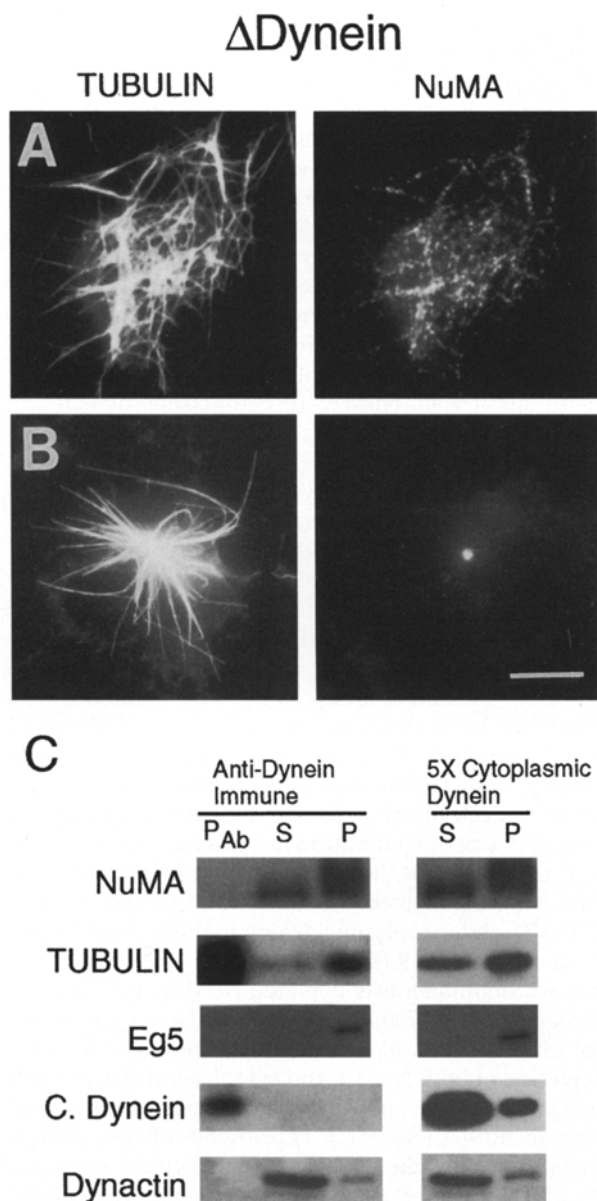 ΔDynein
TUBULIN NuMA
A
B
C
Anti-Dynein Immune 5X Cytoplasmic Dynein
PAb S P S P
NuMA
TUBULIN
Eg5
C. Dynein
Dynactin